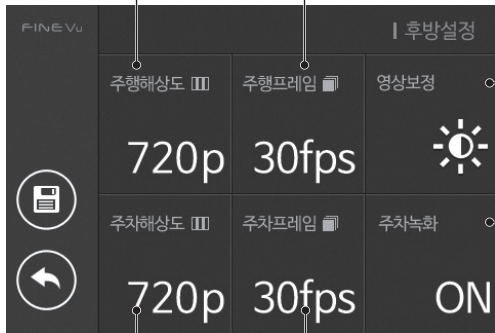 FINEVu
후방설정
주행해상도
주행프레임
영상보정
720p
30fps
주차해상도
주차프레임
주차녹화
720p
30fps
ON